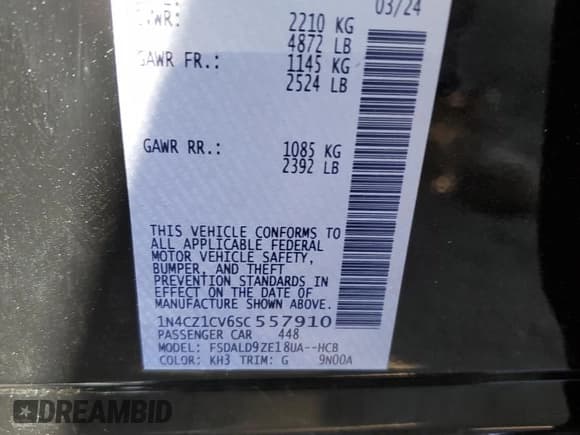 03/24
2210 KG
4872 LB
GAWR FR.: 1145 KG
2524 LB
GAWR RR.: 1085 KG
2392 LB
THIS VEHICLE CONFORMS TO
ALL APPLICABLE FEDERAL
MOTOR VEHICLE SAFETY,
BUMPER, AND THEFT
PREVENTION STANDARDS
IN EFFECT ON THE DATE OF
MANUFACTURE SHOWN ABOVE.
1N4CZ1CV6SC557910
PASSENGER CAR 448
MODEL: FSDALD9ZE18UA--HCB
COLOR: KH3 TRIM: G 9N00A
DREAMBID